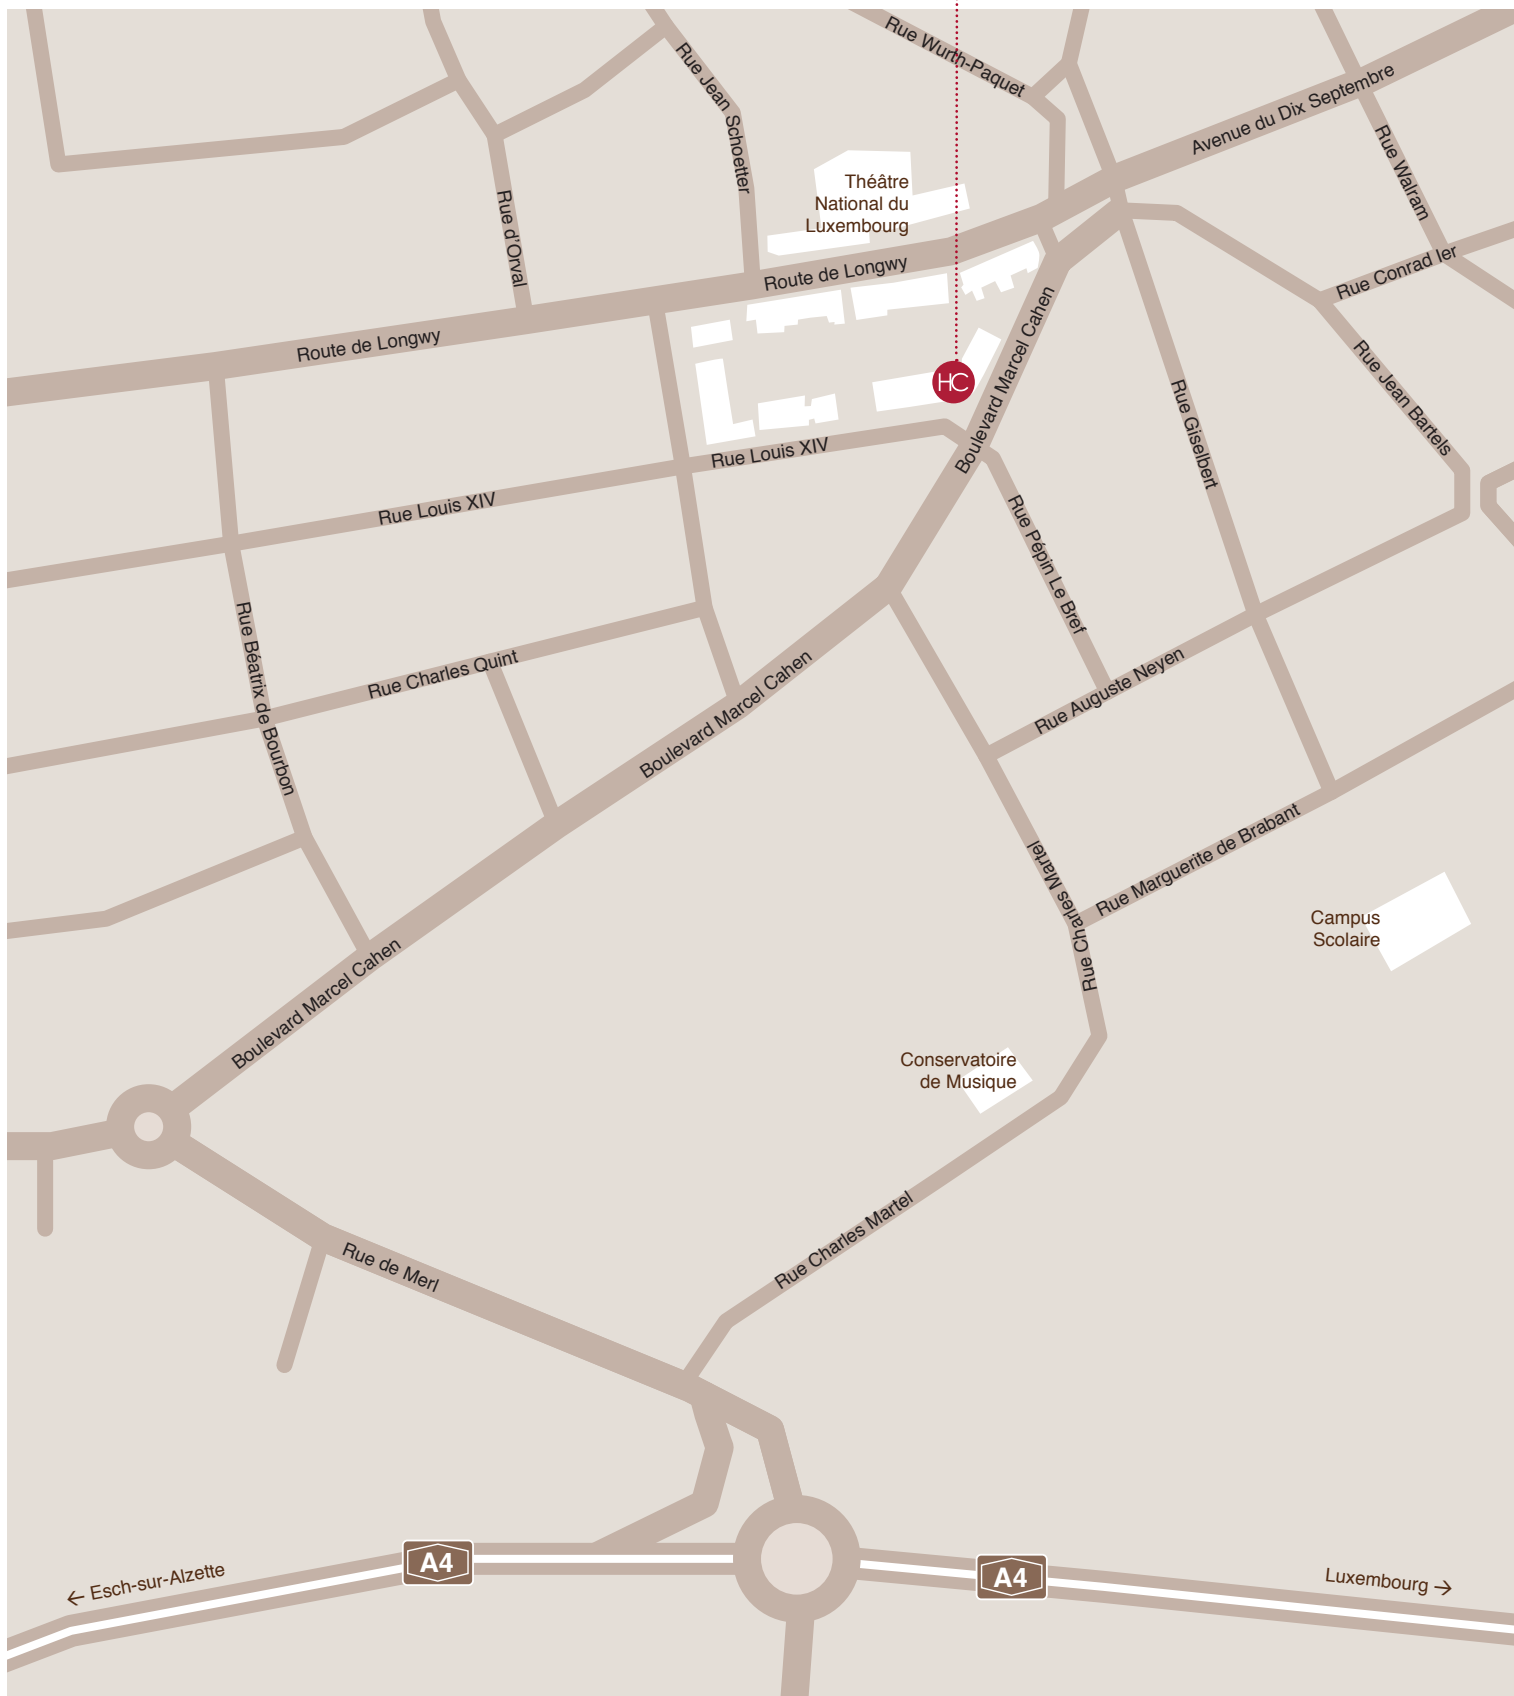 Rue Wurth-Paquet
Rue Jean Schoetter
Avenue du Dix Septembre
Rue Walram
Théâtre
National du
Luxembourg
Rue d'Orval
Route de Longwy
Rue Conrad Ier
Route de Longwy
Boulevard Marcel Cahen
HC
Rue Jean Bartels
Rue Giselbert
Rue Louis XIV
Rue Louis XIV
Rue Pépin Le Bref
Rue Béatrix de Bourbon
Rue Charles Quint
Rue Auguste Neyen
Boulevard Marcel Cahen
Rue Charles Martel
Rue Marguerite de Brabant
Campus
Scolaire
Boulevard Marcel Cahen
Conservatoire
de Musique
Rue Charles Martel
Rue de Merl
A4
A4
← Esch-sur-Alzette
Luxembourg →